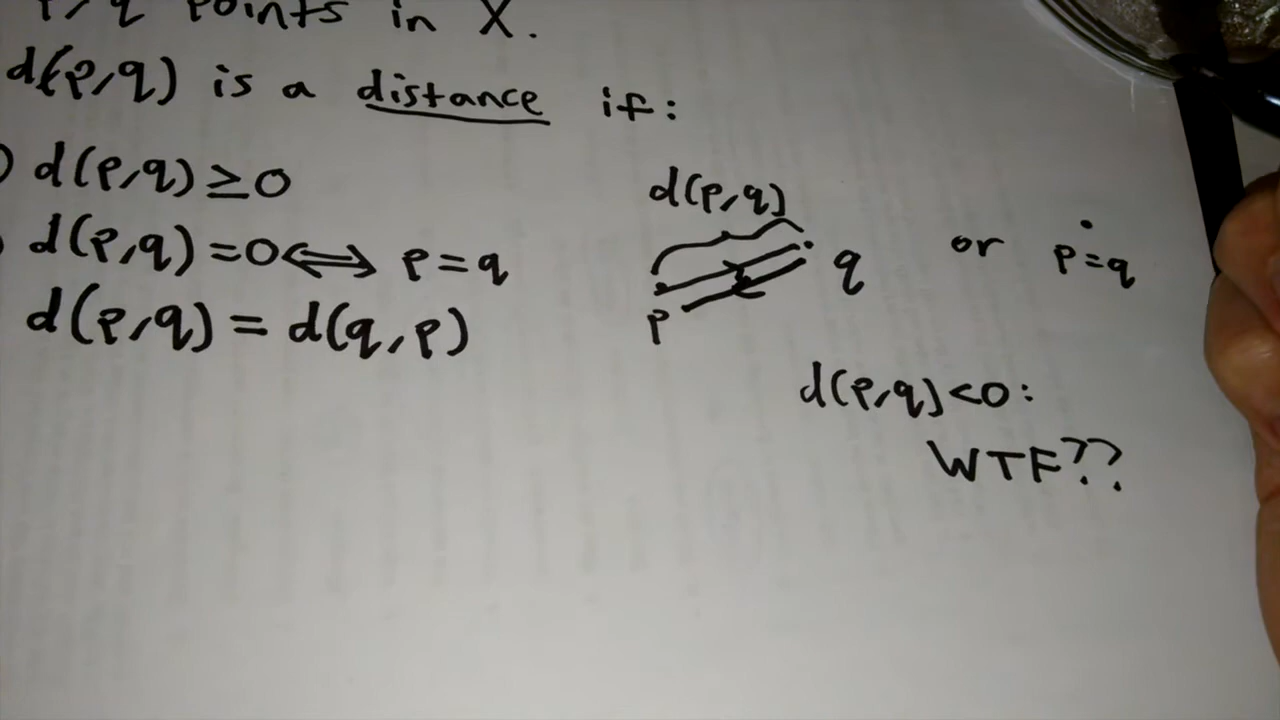 p, q points in X.
d(p,q) is a distance if:
) d(p,q) ≥ 0
) d(p,q) = 0 ⟺ p = q
d(p,q) = d(q,p)
d(p,q)
p
q
or
p = q
d(p,q) < 0:
WTF??